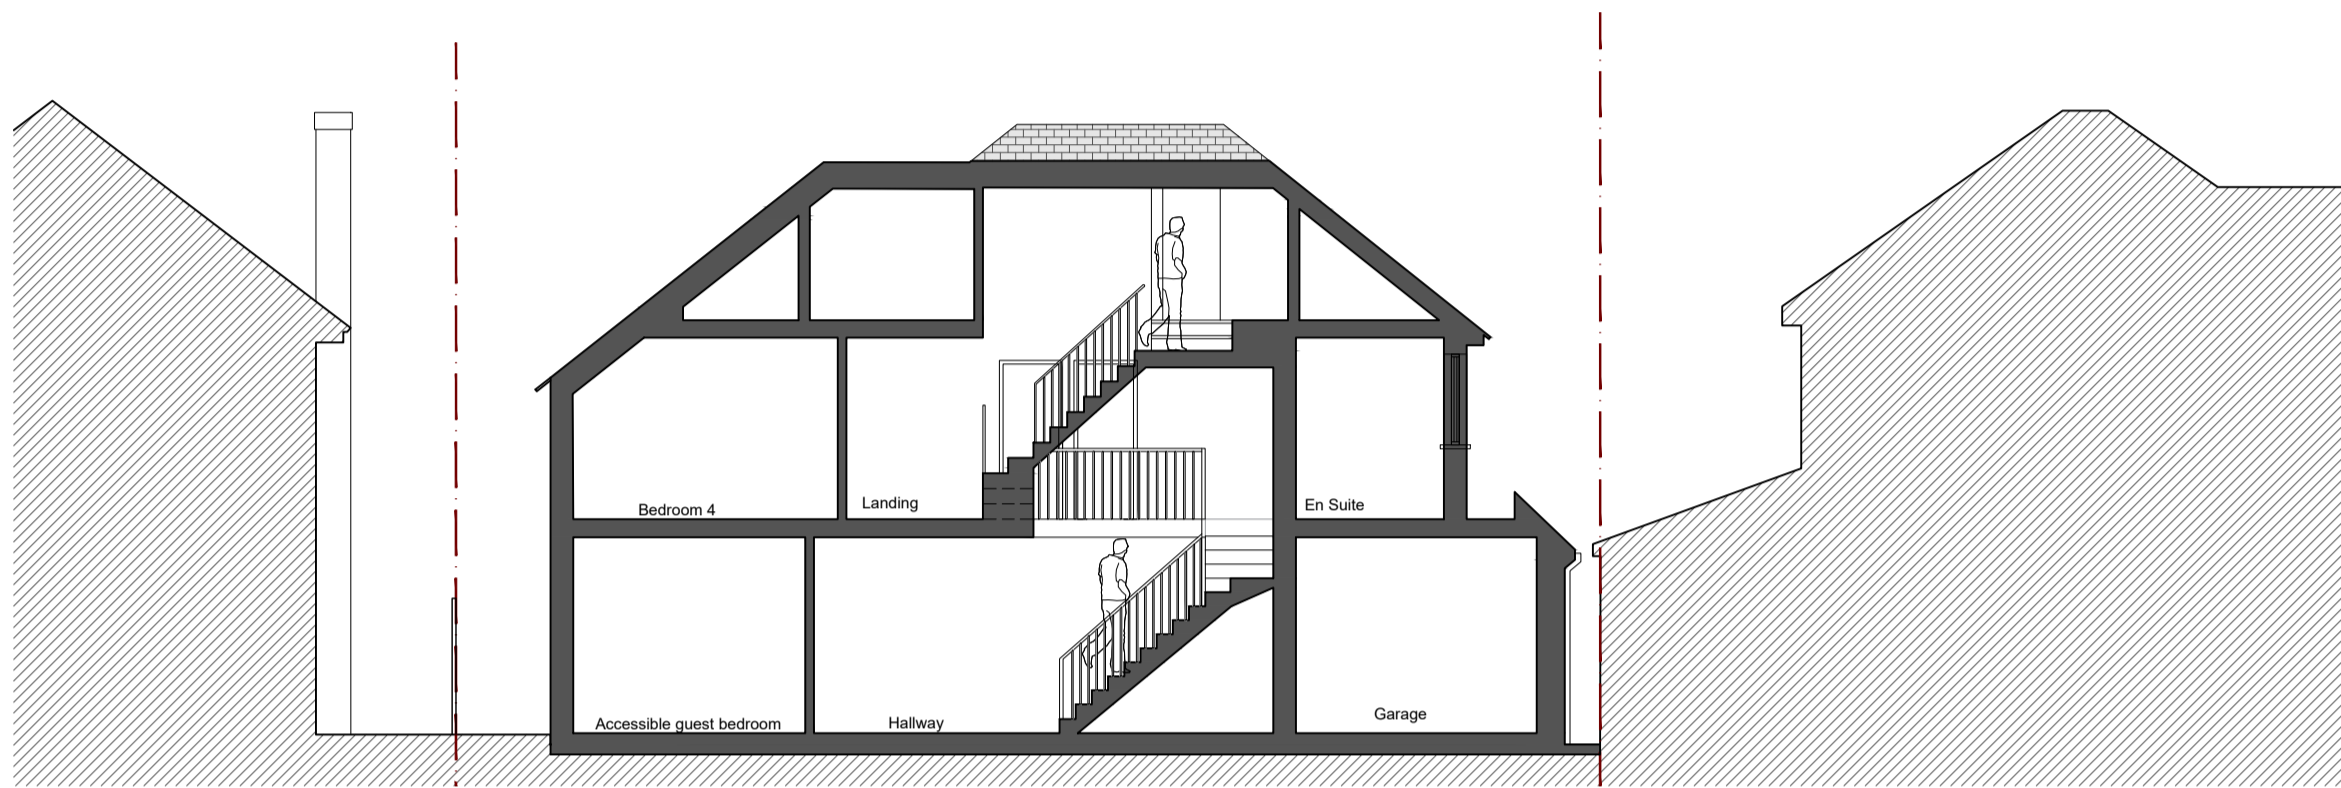 Landing
En Suite
Bedroom 4
Garage
Hallway
Accessible guest bedroom